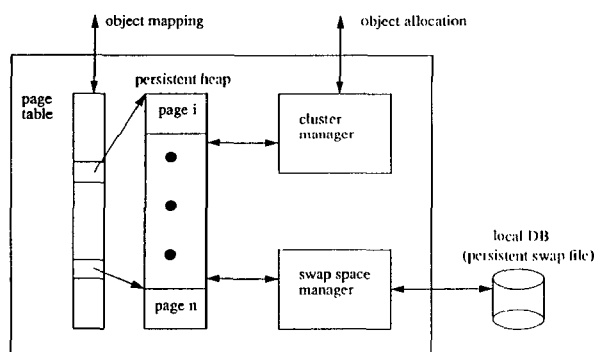 object mapping
object allocation
persistent heap
page
table
page i
cluster
manager
local DB
(persistent swap file)
swap space
manager
page n